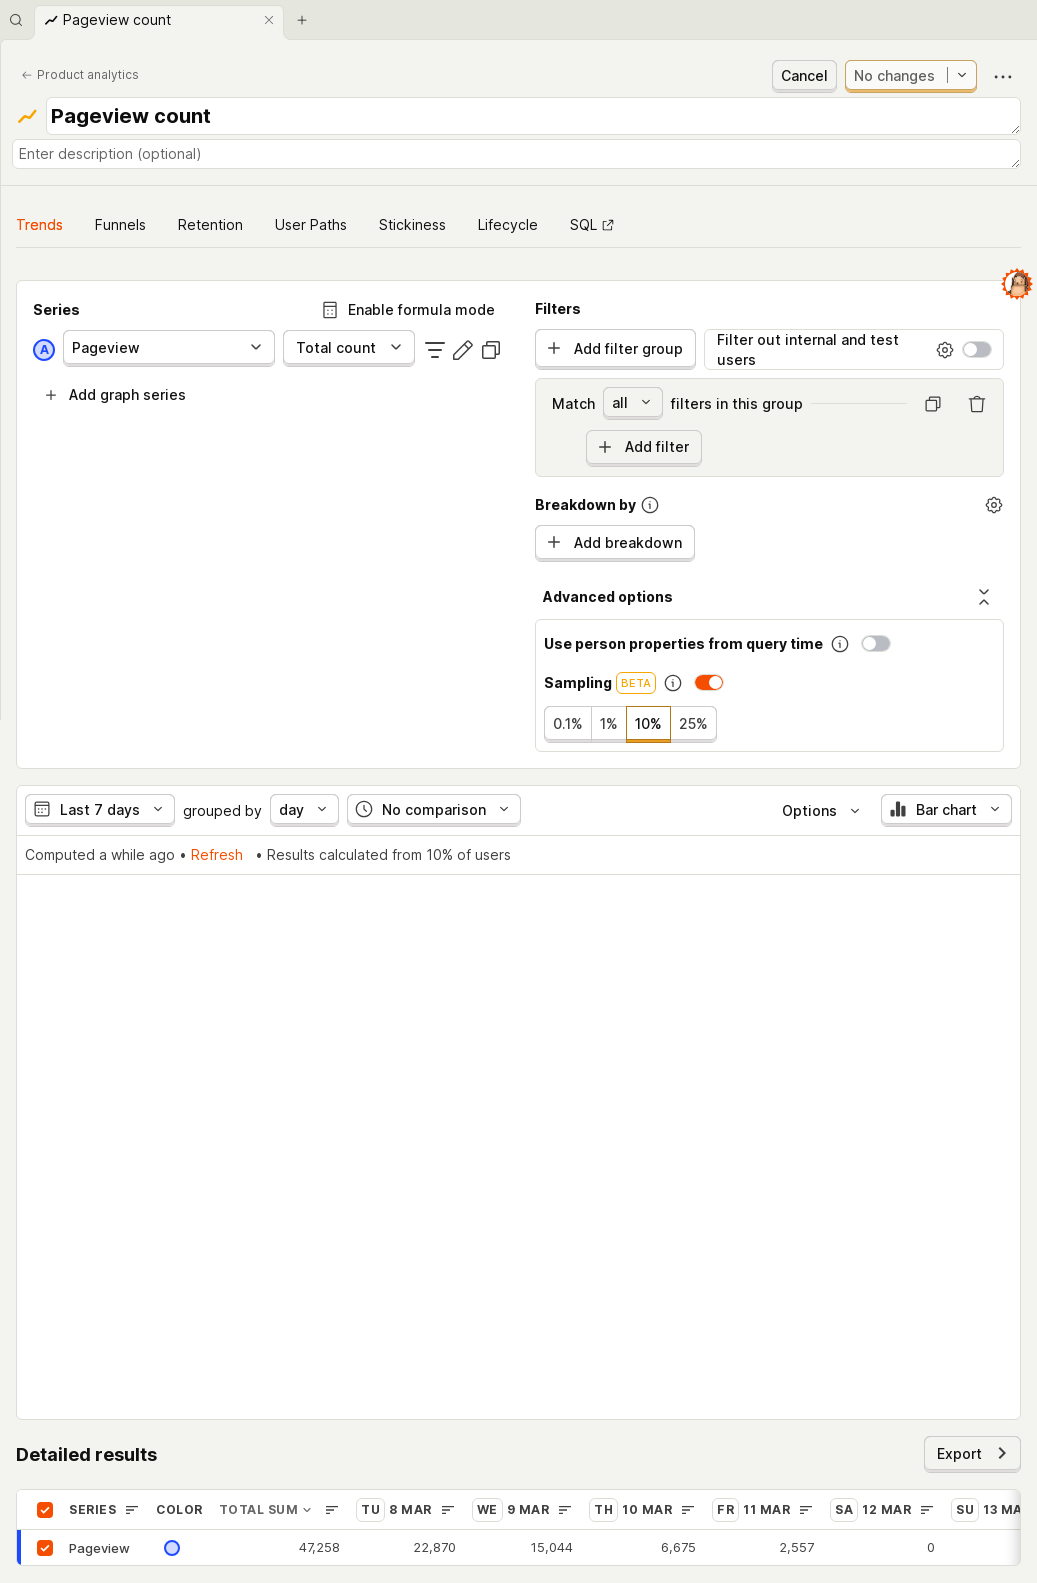 Pageview count
Product analytics
Cancel
No changes
Pageview count
Enter description (optional)
Trends
Funnels
Retention
User Paths
Stickiness
Lifecycle
SQL
Series
Enable formula mode
A
Pageview
Total count
Add graph series
Filters
Add filter group
Filter out internal and test
users
Match
all
filters in this group
Add filter
Breakdown by
Add breakdown
Advanced options
Use person properties from query time
Sampling BETA
0.1% 1% 10% 25%
Last 7 days
grouped by
day
No comparison
Options
Bar chart
Computed a while ago • Refresh • Results calculated from 10% of users
Detailed results
Export
SERIES COLOR TOTAL SUM TU 8 MAR WE 9 MAR TH 10 MAR FR 11 MAR SA 12 MAR SU 13 MA
Pageview 47,258 22,870 15,044 6,675 2,557 0